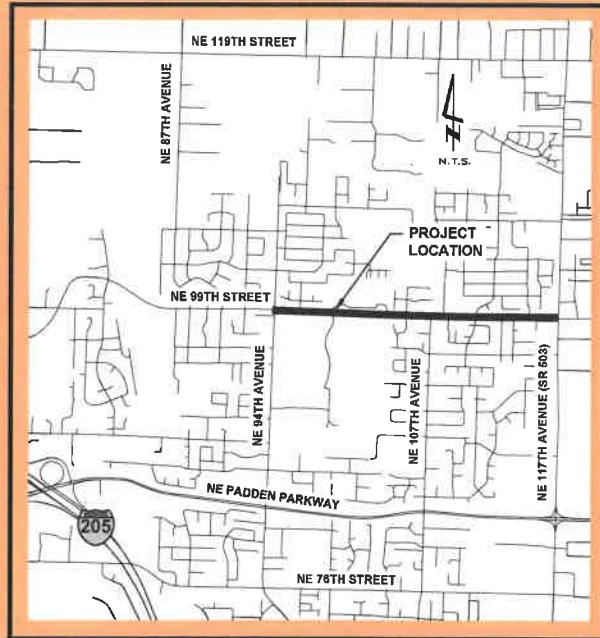 NE 119TH STREET
NE 87TH AVENUE
N
N.T.S.
PROJECT
LOCATION
NE 99TH STREET
NE 94TH AVENUE
NE 107TH AVENUE
NE 117TH AVENUE (SR 503)
NE PADDEN PARKWAY
205
NE 76TH STREET